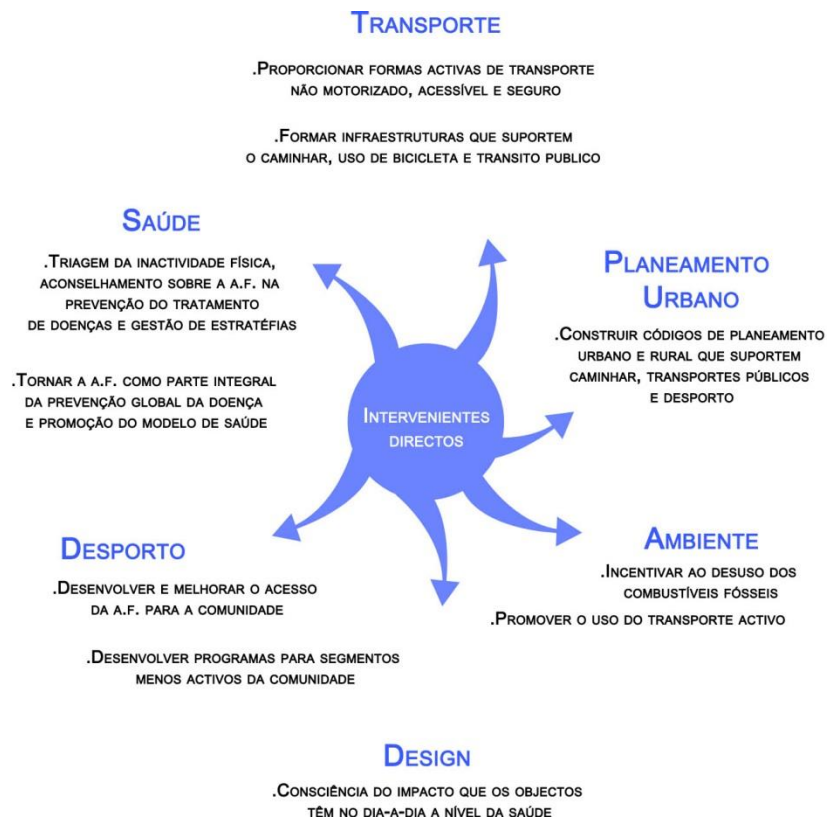 TRANSPORTE
.PROPORCIONAR FORMAS ACTIVAS DE TRANSPORTE
NÃO MOTORIZADO, ACESSÍVEL E SEGURO
.FORMAR INFRAESTRUTURAS QUE SUPORTEM
O CAMINHAR, USO DE BICICLETA E TRANSITO PUBLICO
SAÚDE
.TRIAGEM DA INACTIVIDADE FÍSICA,
ACONSELHAMENTO SOBRE A A.F. NA
PREVENÇÃO DO TRATAMENTO
DE DOENÇAS E GESTÃO DE ESTRATÉFIAS
.TORNAR A A.F. COMO PARTE INTEGRAL
DA PREVENÇÃO GLOBAL DA DOENÇA
E PROMOÇÃO DO MODELO DE SAÚDE
PLANEAMENTO
URBANO
.CONSTRUIR CÓDIGOS DE PLANEAMENTO
URBANO E RURAL QUE SUPORTEM
CAMINHAR, TRANSPORTES PÚBLICOS
E DESPORTO
INTERVENIENTES
DIRECTOS
DESPORTO
.DESENVOLVER E MELHORAR O ACESSO
DA A.F. PARA A COMUNIDADE
.DESENVOLVER PROGRAMAS PARA SEGMENTOS
MENOS ACTIVOS DA COMUNIDADE
AMBIENTE
.INCENTIVAR AO DESUSO DOS
COMBUSTÍVEIS FÓSSEIS
.PROMOVER O USO DO TRANSPORTE ACTIVO
DESIGN
.CONSCIÊNCIA DO IMPACTO QUE OS OBJECTOS
TÊM NO DIA-A-DIA A NÍVEL DA SAÚDE